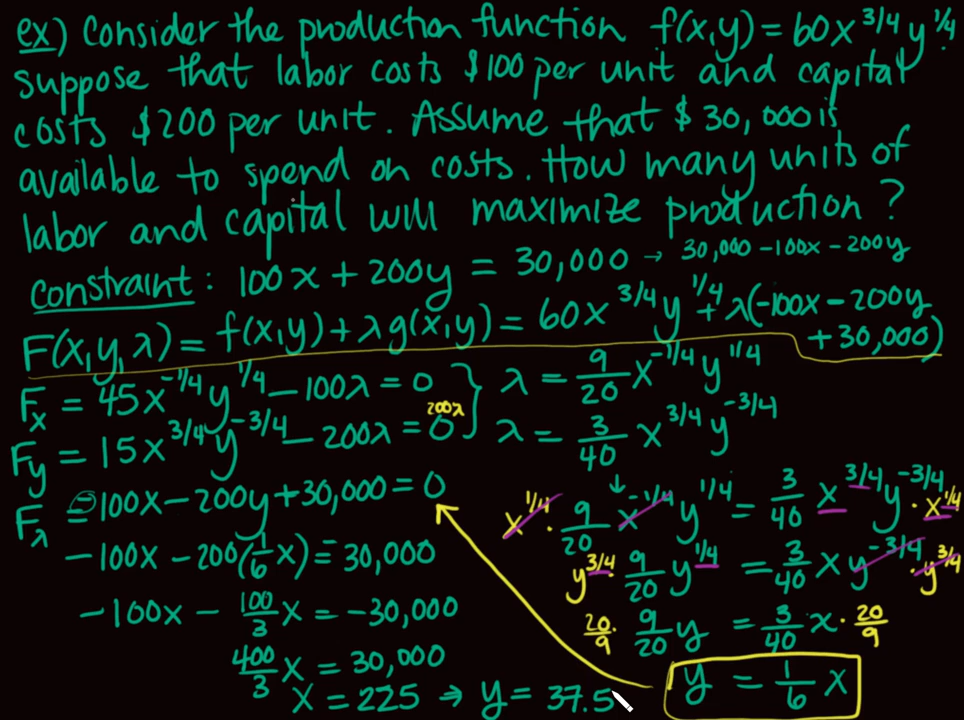 ex) Consider the production function f(x,y) = 60x^3/4 y^1/4.
suppose that labor costs $100 per unit and capital
costs $200 per unit. Assume that $30,000 is
available to spend on costs. How many units of
labor and capital will maximize production?
constraint: 100x + 200y = 30,000 → 30,000 - 100x - 200y
F(x,y,λ) = f(x,y) + λg(x,y) = 60x^3/4 y^1/4 + λ(-100x - 200y
+ 30,000)
Fx = 45x^-1/4 y^1/4 - 100λ = 0 } λ = 9/20 x^-1/4 y^1/4
200λ
Fy = 15x^3/4 y^-3/4 - 200λ = 0 } λ = 3/40 x^3/4 y^-3/4
Fλ = -100x - 200y + 30,000 = 0
-100x - 200(1/6 x) = 30,000
-100x - 100/3 x = -30,000
400/3 x = 30,000
x = 225 ⇒ y = 37.5
↓
x^1/4 · 9/20 x^-1/4 y^1/4 = 3/40 x^3/4 y^-3/4 · x^1/4
y^3/4 · 9/20 y^1/4 = 3/40 x y^-3/4 · y^3/4
20/9 · 9/20 y = 3/40 x · 20/9
y = 1/6 x